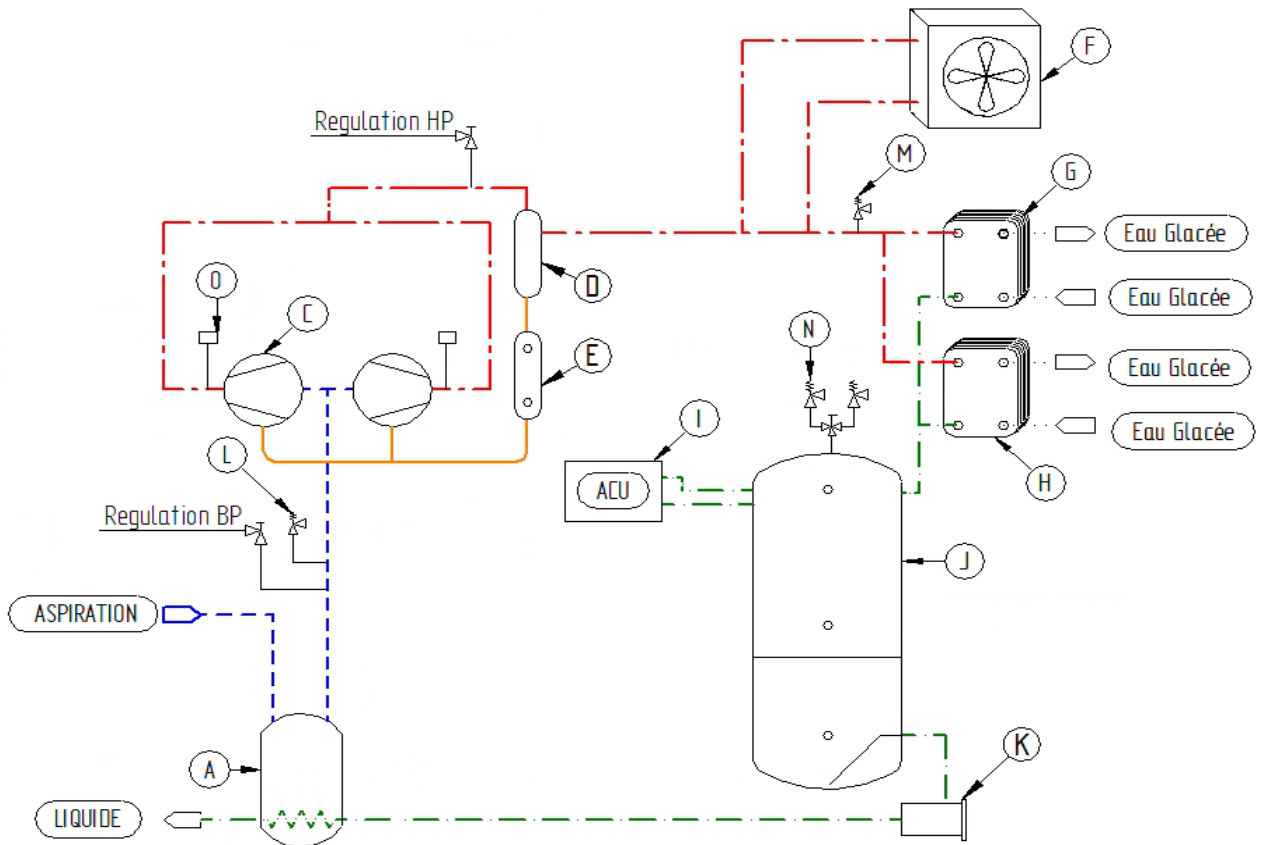 F
Regulation HP
M
G
Eau Glacée
O
D
Eau Glacée
C
N
E
Eau Glacée
I
L
Eau Glacée
ACU
H
Regulation BP
J
ASPIRATION
K
A
LIQUIDE